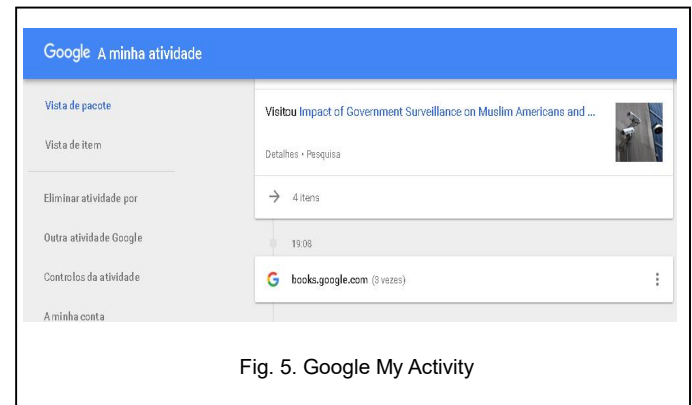 Google A minha atividade
Vista de pacote
Visitou Impact of Government Surveillance on Muslim Americans and ...
Vista de item
Detalhes • Pesquisa
Eliminar atividade por
→ 4 itens
Outra atividade Google
19:08
Controlos da atividade
books.google.com (3 vezes)
A minha conta
Fig. 5. Google My Activity